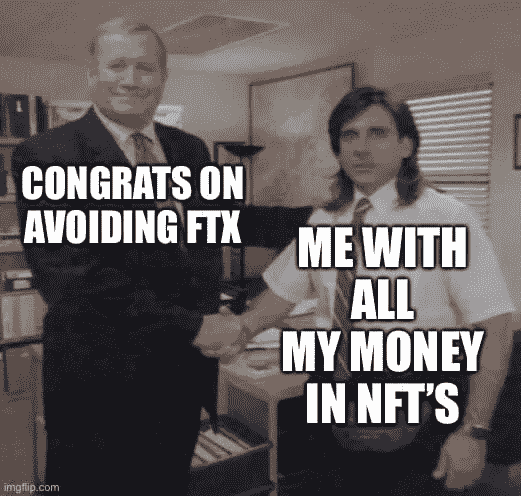 CONGRATS ON
AVOIDING FTX
ME WITH
ALL
MY MONEY
IN NFT’S
imgflip.com